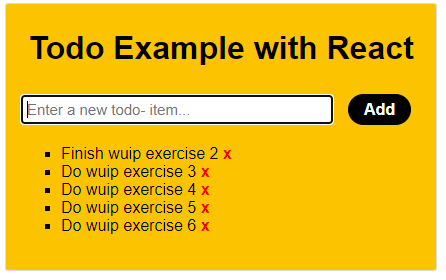 Todo Example with React
Enter a new todo- item...
Add
Finish wuip exercise 2 x
Do wuip exercise 3 x
Do wuip exercise 4 x
Do wuip exercise 5 x
Do wuip exercise 6 x